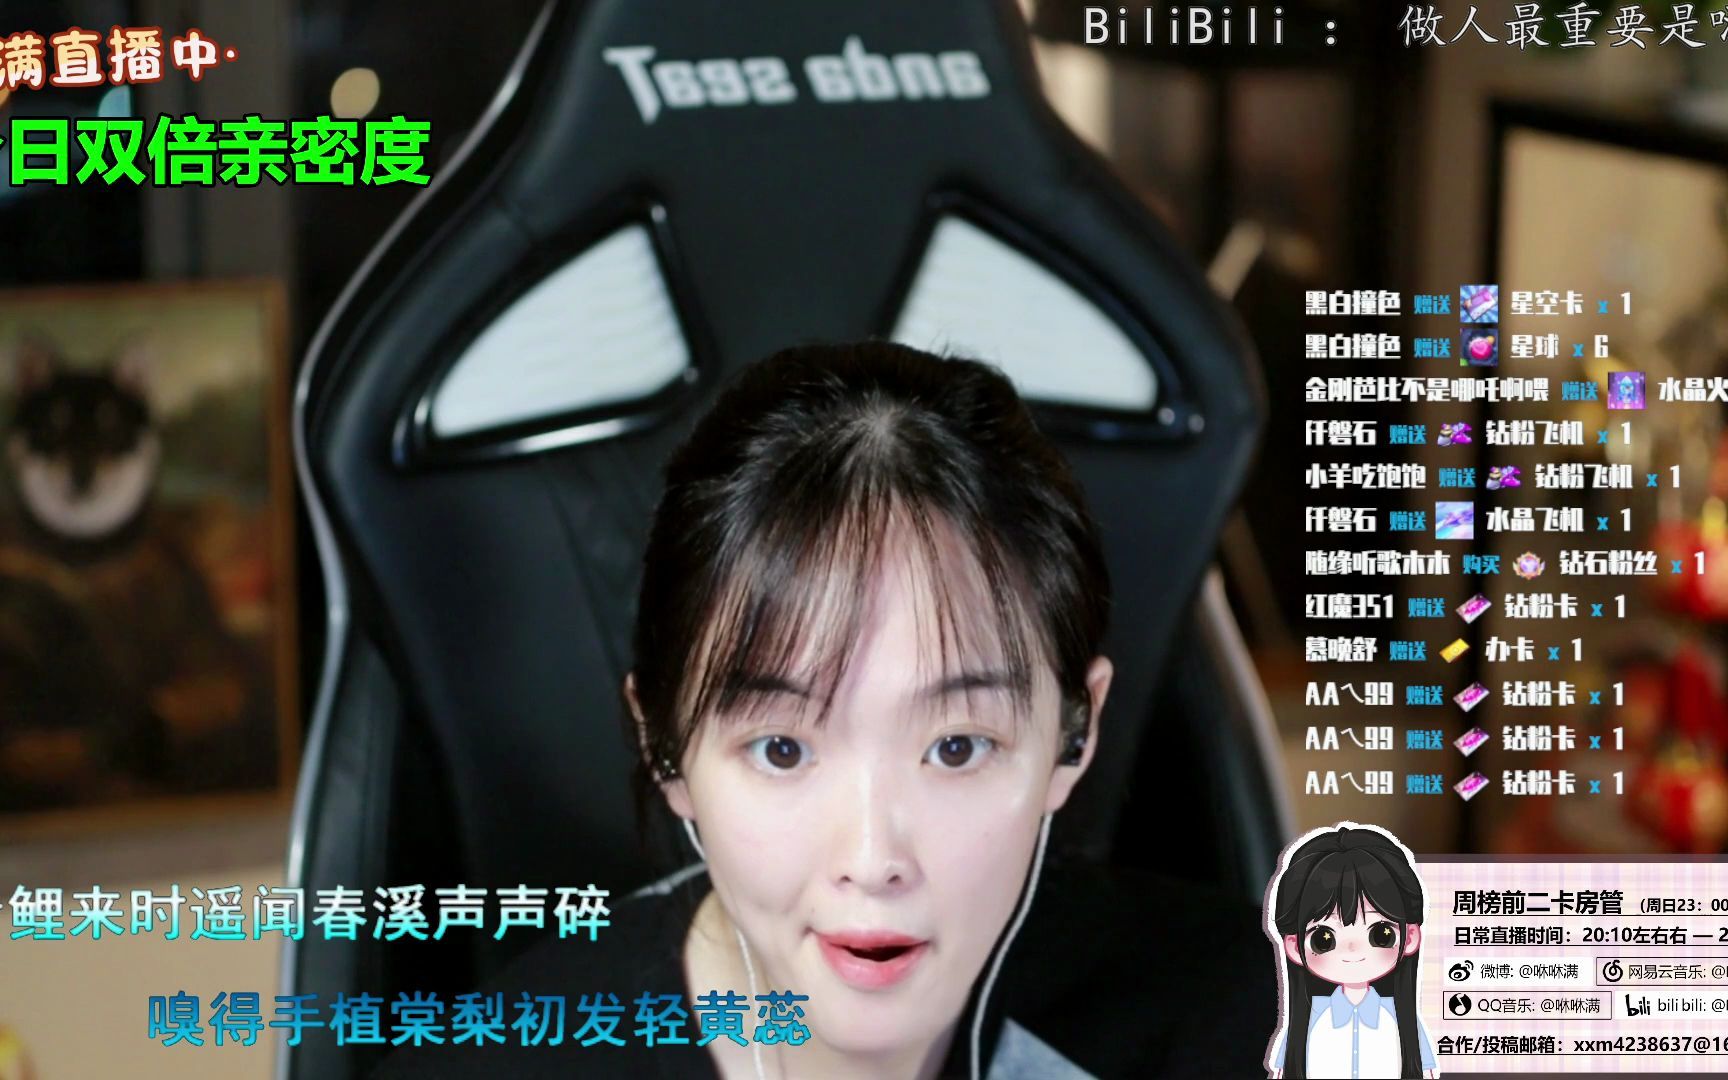 BiliBili ： 做人最重要是
满直播中·
日双倍亲密度
anda seaT
黑白撞色 赠送 星空卡 x 1
黑白撞色 赠送 星球 x 6
金刚芭比不是哪吒啊喂 赠送 水晶火
仟磐石 赠送 钻粉飞机 x 1
小羊吃饱饱 赠送 钻粉飞机 x 1
仟磐石 赠送 水晶飞机 x 1
随缘听歌木木 购买 钻石粉丝 x 1
红魔351 赠送 钻粉卡 x 1
慕晚舒 赠送 办卡 x 1
AA乀99 赠送 钻粉卡 x 1
AA乀99 赠送 钻粉卡 x 1
AA乀99 赠送 钻粉卡 x 1
鲤来时遥闻春溪声声碎
嗅得手植棠梨初发轻黄蕊
周榜前二卡房管 (周日23：00
日常直播时间：20:10左右右 — 2
微博: @咻咻满 网易云音乐: @
QQ音乐: @咻咻满 bilibili: @
合作/投稿邮箱：xxm4238637@16